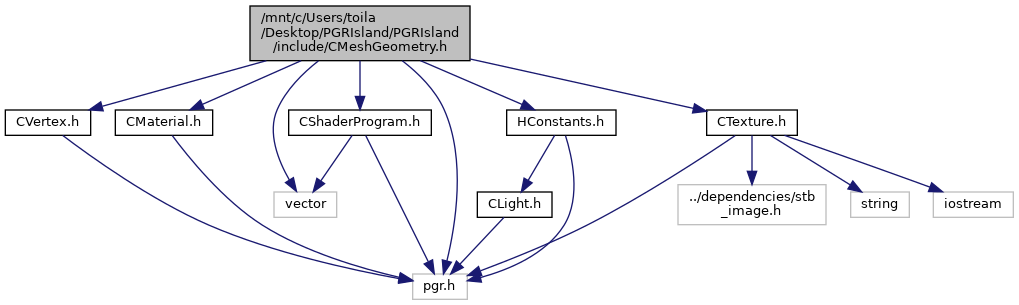 /mnt/c/Users/toila
/Desktop/PGRIsland/PGRIsland
/include/CMeshGeometry.h
CVertex.h
CMaterial.h
CShaderProgram.h
HConstants.h
CTexture.h
vector
CLight.h
../dependencies/stb
_image.h
string
iostream
pgr.h